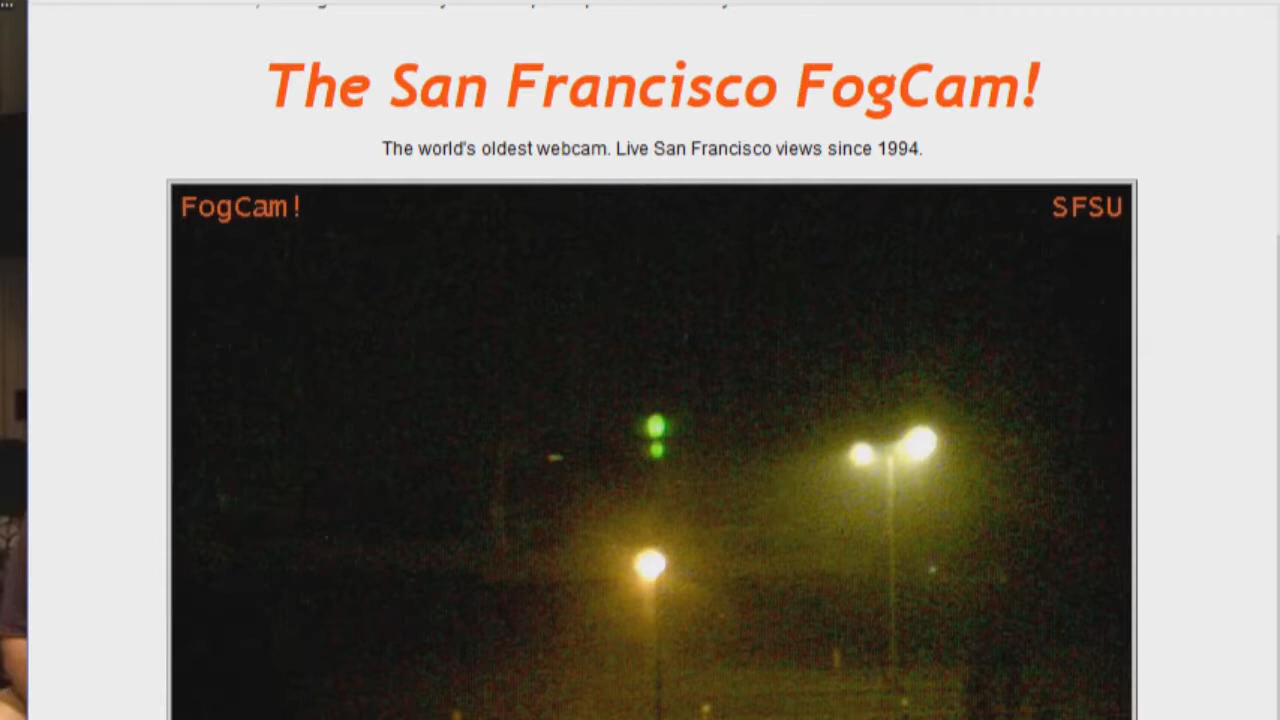 The San Francisco FogCam!
The world's oldest webcam. Live San Francisco views since 1994.
FogCam! SFSU